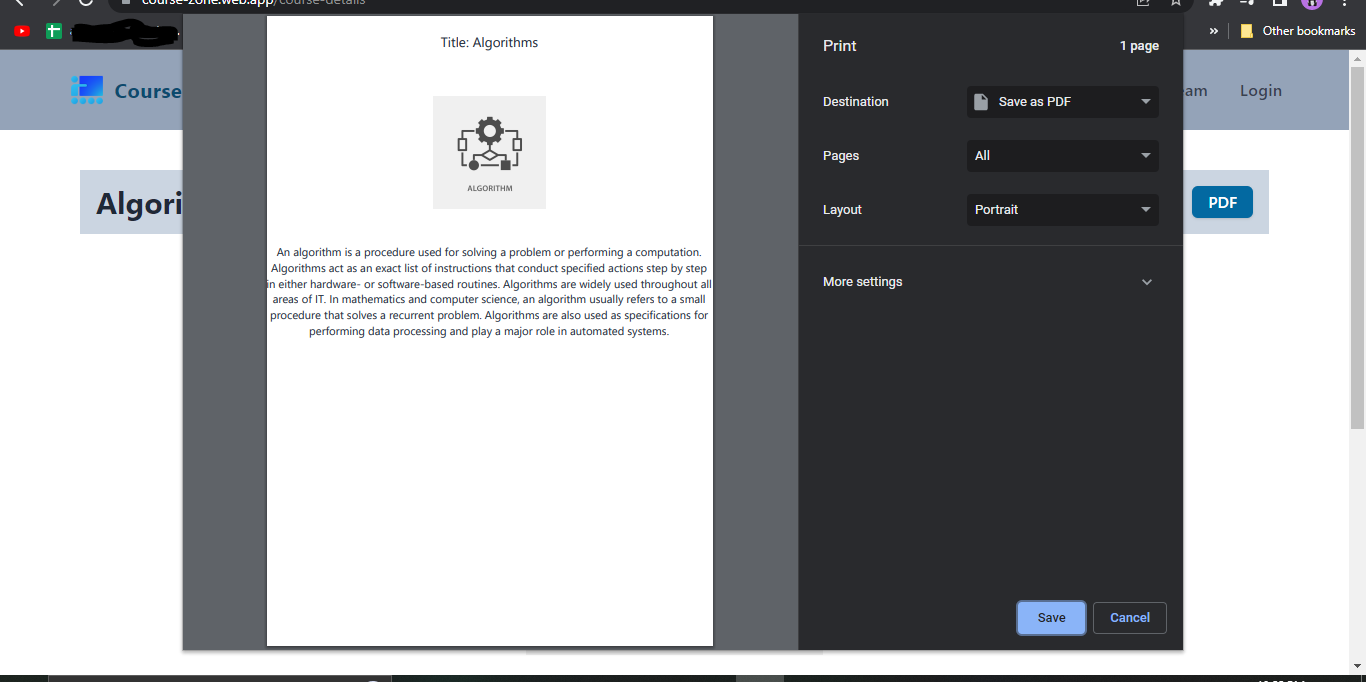 course-zone.web.app/course-details
Other bookmarks
Course
Login
Algori
PDF
Title: Algorithms
ALGORITHM
An algorithm is a procedure used for solving a problem or performing a computation.
Algorithms act as an exact list of instructions that conduct specified actions step by step
in either hardware- or software-based routines. Algorithms are widely used throughout all
areas of IT. In mathematics and computer science, an algorithm usually refers to a small
procedure that solves a recurrent problem. Algorithms are also used as specifications for
performing data processing and play a major role in automated systems.
Print
1 page
Destination
Save as PDF
Pages
All
Layout
Portrait
More settings
Save
Cancel